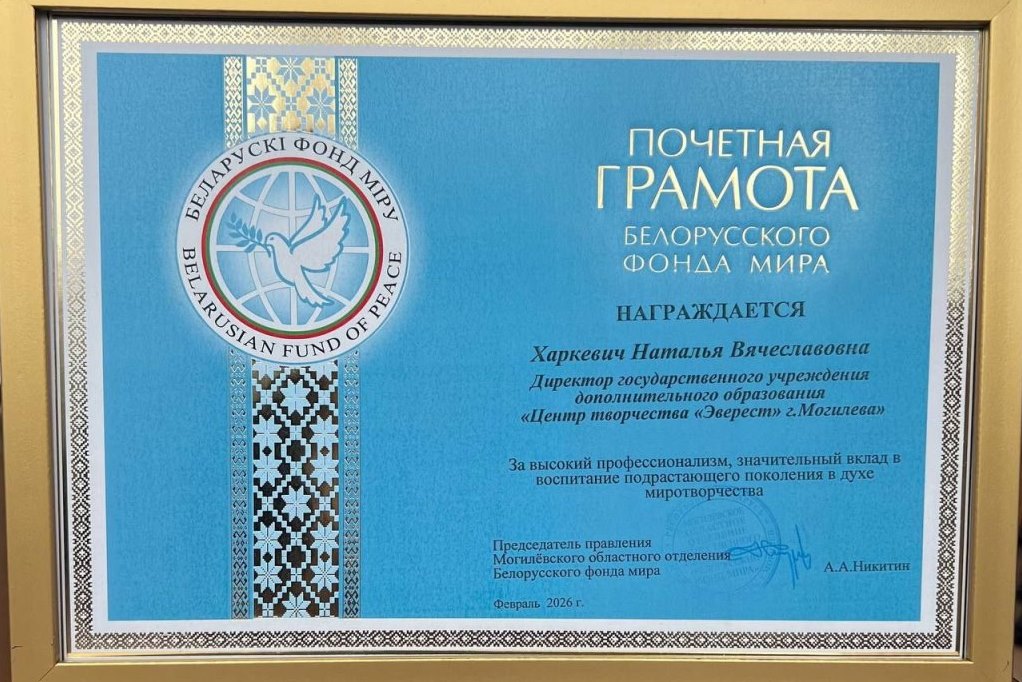 БЕЛАРУСКІ ФОНД МІРУ
BELARUSIAN FUND OF PEACE
ПОЧЕТНАЯ
ГРАМОТА
БЕЛОРУССКОГО
ФОНДА МИРА
НАГРАЖДАЕТСЯ
Харкевич Наталья Вячеславовна
Директор государственного учреждения
дополнительного образования
«Центр творчества «Эверест» г.Могилева»
За высокий профессионализм, значительный вклад в
воспитание подрастающего поколения в духе
миротворчества
Председатель правления
Могилёвского областного отделения
Белорусского фонда мира
А.А.Никитин
Февраль 2026 г.